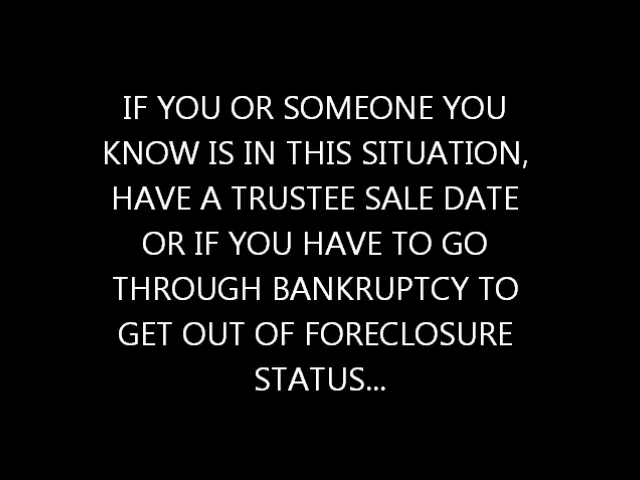 IF YOU OR SOMEONE YOU
KNOW IS IN THIS SITUATION,
HAVE A TRUSTEE SALE DATE
OR IF YOU HAVE TO GO
THROUGH BANKRUPTCY TO
GET OUT OF FORECLOSURE
STATUS...